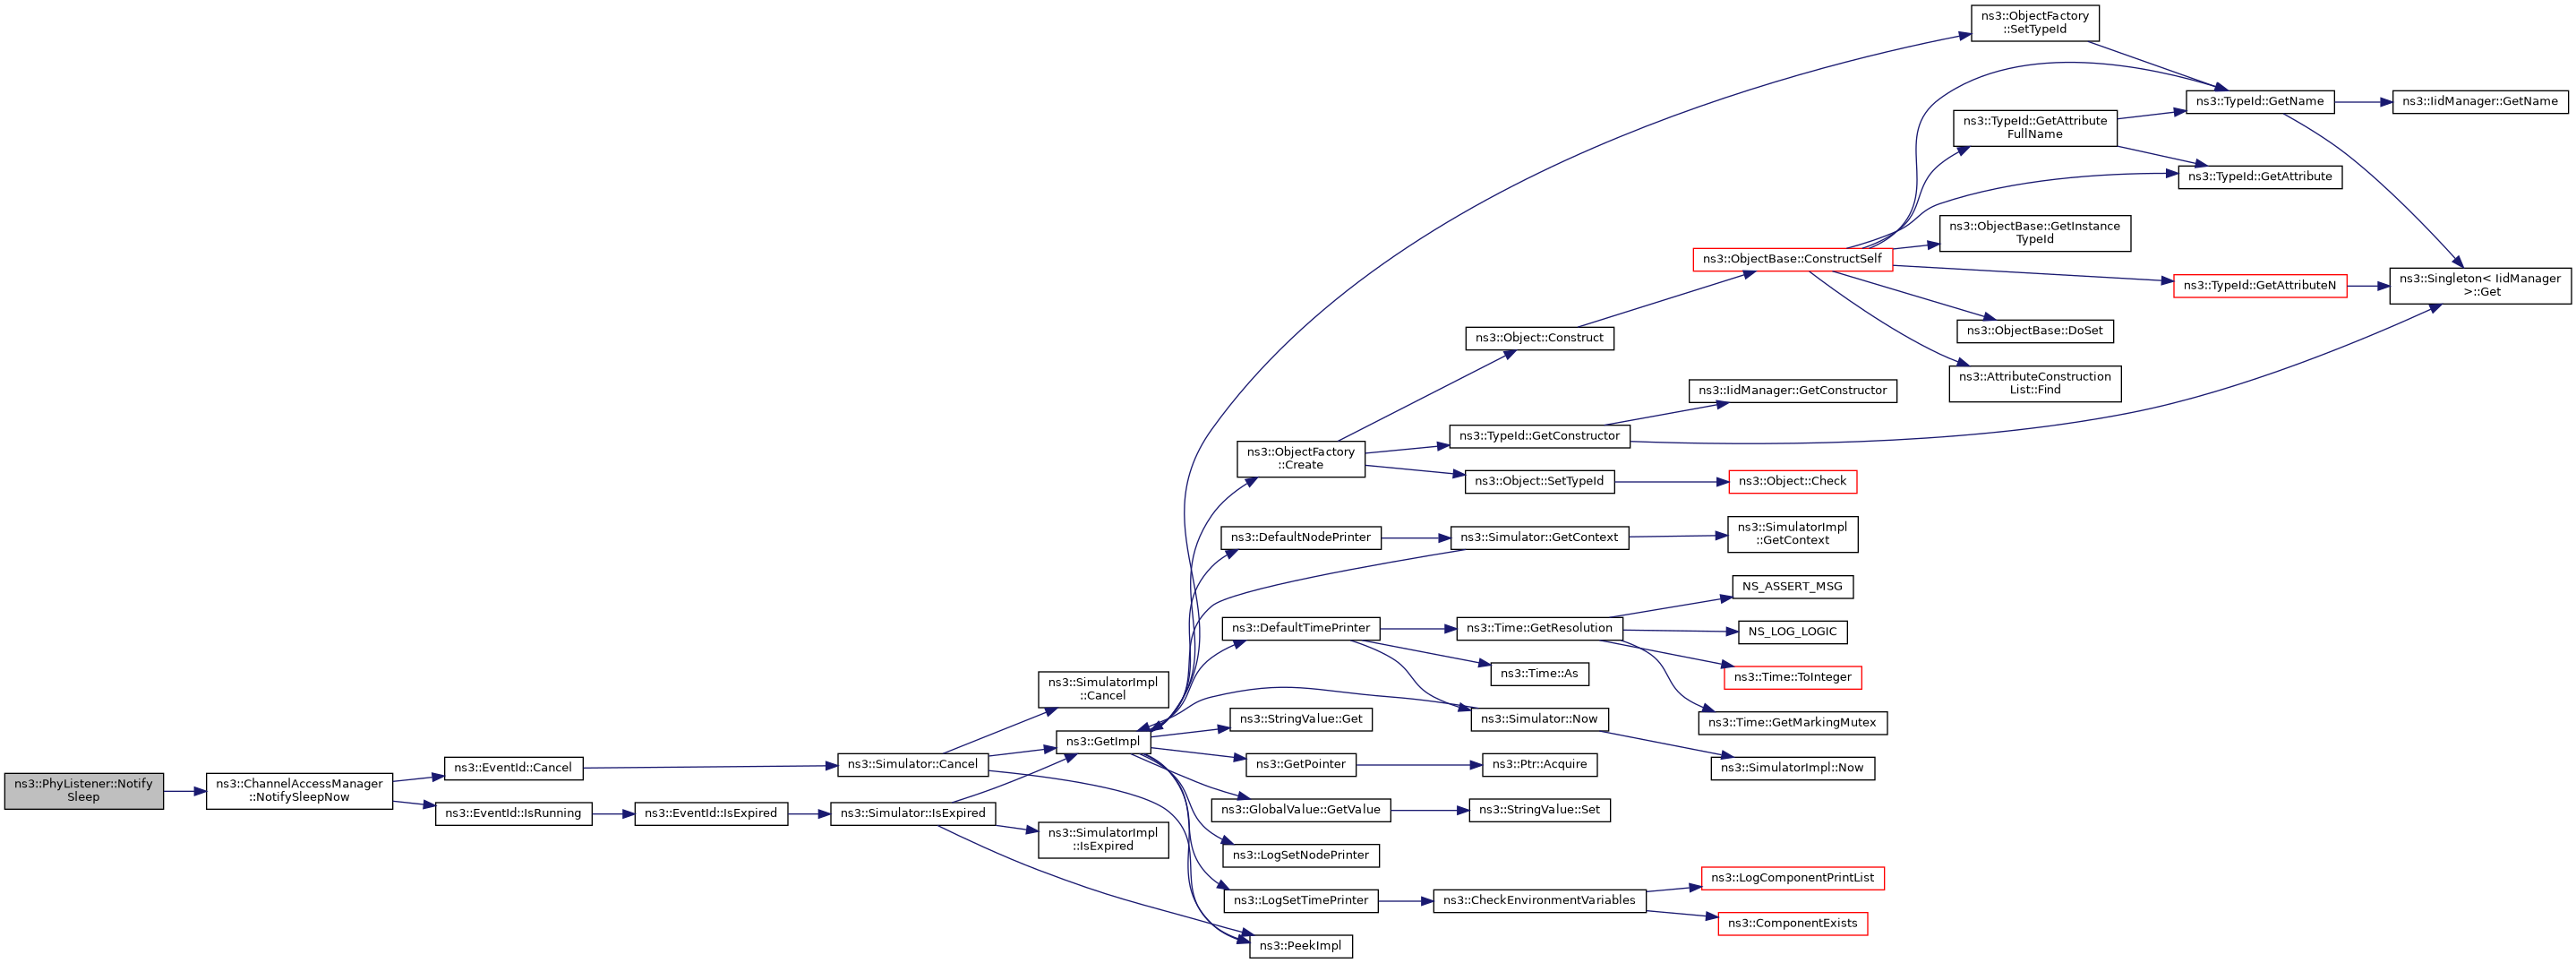 ns3::PhyListener::Notify
Sleep
ns3::ChannelAccessManager
::NotifySleepNow
ns3::EventId::Cancel
ns3::EventId::IsRunning
ns3::EventId::IsExpired
ns3::Simulator::Cancel
ns3::Simulator::IsExpired
ns3::SimulatorImpl
::Cancel
ns3::GetImpl
ns3::SimulatorImpl
::IsExpired
ns3::ObjectFactory
::Create
ns3::DefaultNodePrinter
ns3::DefaultTimePrinter
ns3::StringValue::Get
ns3::GetPointer
ns3::GlobalValue::GetValue
ns3::LogSetNodePrinter
ns3::LogSetTimePrinter
ns3::PeekImpl
ns3::Object::Construct
ns3::TypeId::GetConstructor
ns3::Object::SetTypeId
ns3::Simulator::GetContext
ns3::Time::GetResolution
ns3::Time::As
ns3::Simulator::Now
ns3::Ptr::Acquire
ns3::StringValue::Set
ns3::CheckEnvironmentVariables
ns3::ObjectBase::ConstructSelf
ns3::IidManager::GetConstructor
ns3::Object::Check
ns3::SimulatorImpl
::GetContext
NS_ASSERT_MSG
NS_LOG_LOGIC
ns3::Time::ToInteger
ns3::Time::GetMarkingMutex
ns3::SimulatorImpl::Now
ns3::LogComponentPrintList
ns3::ComponentExists
ns3::ObjectFactory
::SetTypeId
ns3::TypeId::GetAttribute
FullName
ns3::ObjectBase::GetInstance
TypeId
ns3::ObjectBase::DoSet
ns3::AttributeConstruction
List::Find
ns3::TypeId::GetName
ns3::TypeId::GetAttribute
ns3::TypeId::GetAttributeN
ns3::IidManager::GetName
ns3::Singleton< IidManager
>::Get